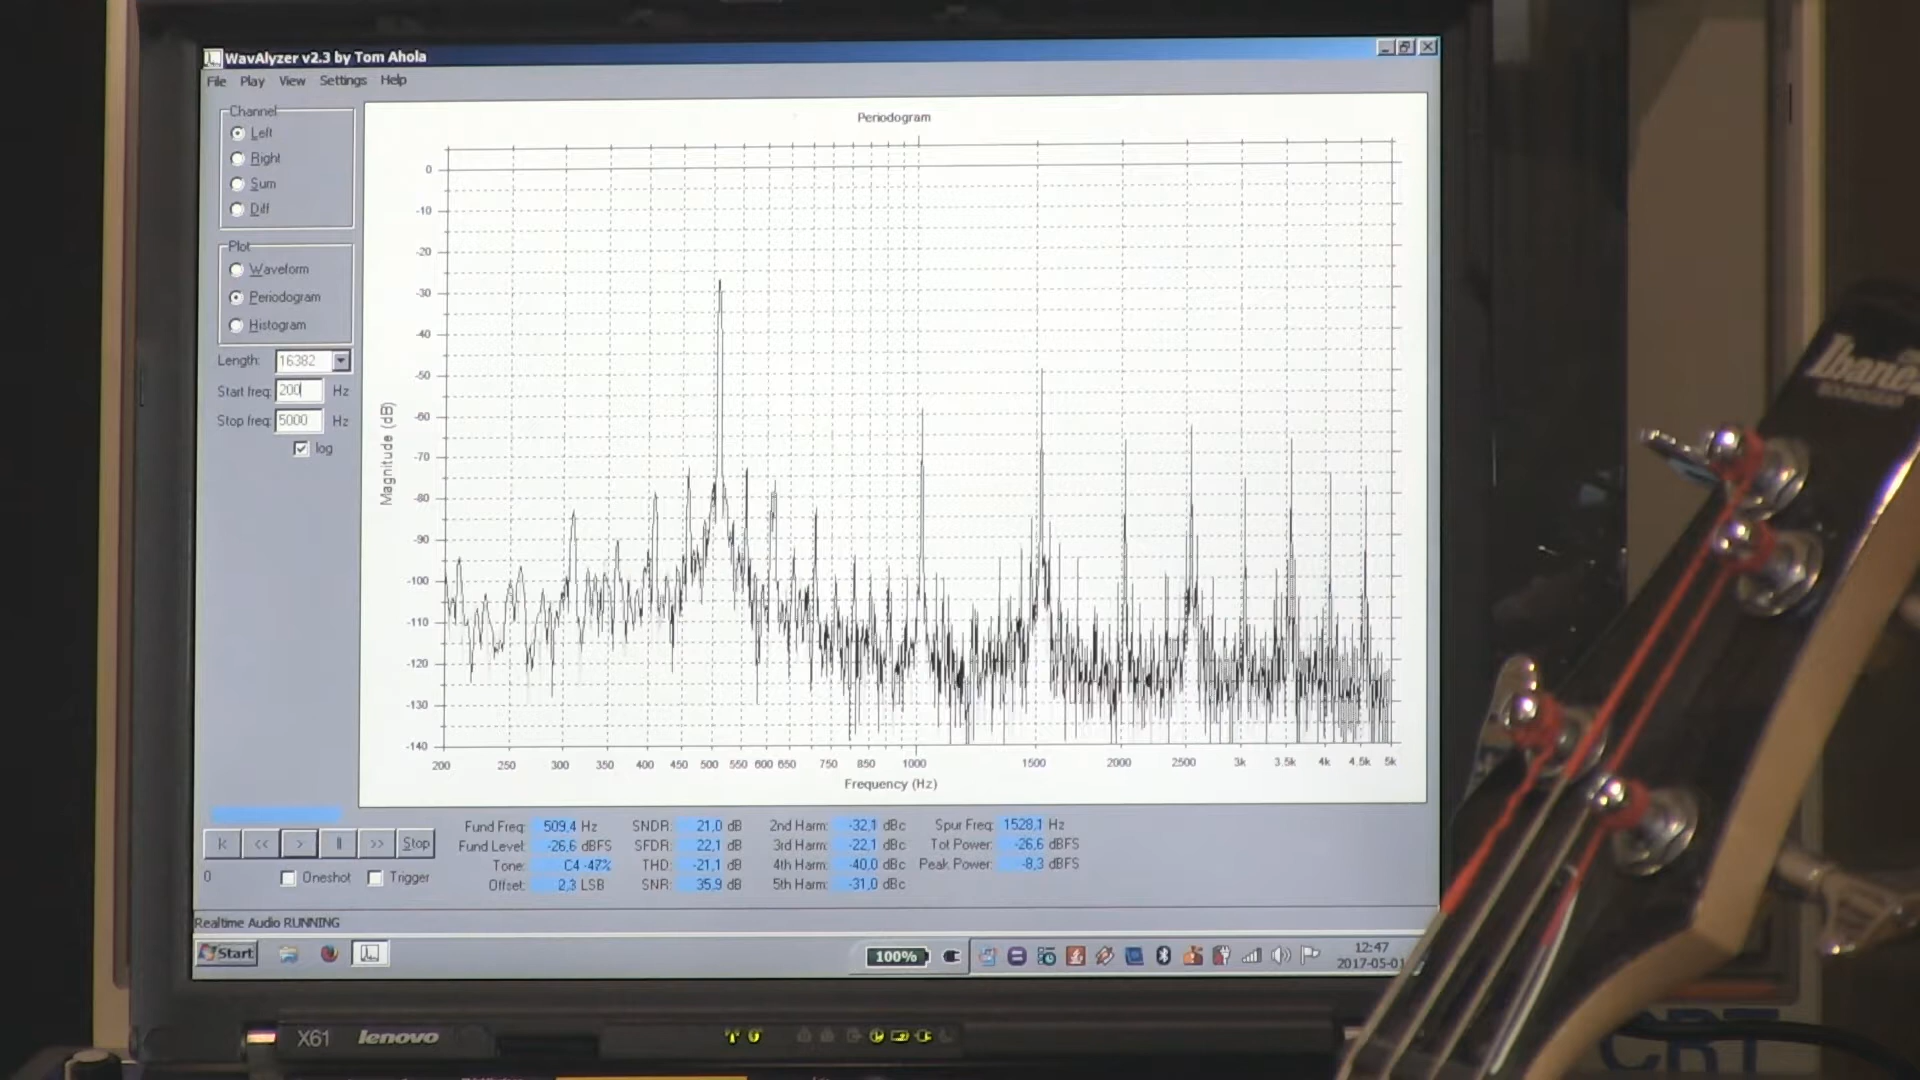 WavAlyzer v2.3 by Tom Ahola
File Play View Settings Help
Channel
Left
Right
Sum
Diff
Plot
Waveform
Periodogram
Histogram
Length: 16382
Start freq: 200 Hz
Stop freq: 5000 Hz
log
Periodogram
0
-10
-20
-30
-40
-50
-60
-70
-80
-90
-100
-110
-120
-130
-140
Magnitude (dB)
200 250 300 350 400 450 500 550 600 650 750 850 1000 1500 2000 2500 3k 3.5k 4k 4.5k 5k
Frequency (Hz)
Fund Freq: 509,4 Hz SNDR: 21,0 dB 2nd Harm: -32,1 dBc Spur Freq: 1528,1 Hz
Fund Level: -26,6 dBFS SFDR: 22,1 dB 3rd Harm: -22,1 dBc Tot Power: -26,6 dBFS
Tone: C4 -47% THD: -21,1 dB 4th Harm: -40,0 dBc Peak Power: -8,3 dBFS
Offset: 2,3 LSB SNR: 35,9 dB 5th Harm: -31,0 dBc
<< > || >> Stop
0 Oneshot Trigger
Realtime Audio RUNNING
Start 100% 12:47
2017-05-01
X61 lenovo
Ibanez
CRT